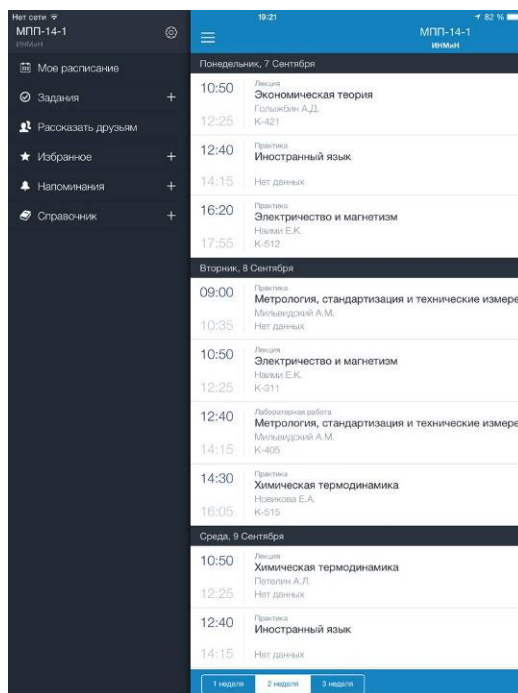 Нет сети
19:21
82 %
МПП-14-1
ИНМиН
Мое расписание
Задания
Рассказать друзьям
Избранное
Напоминания
Справочник
МПП-14-1
ИНМиН
Понедельник, 7 Сентября
10:50
Лекция
Экономическая теория
Голыжбин А.Д.
12:25
К-421
12:40
Практика
Иностранный язык
14:15
Нет данных
16:20
Практика
Электричество и магнетизм
Наими Е.К.
17:55
К-512
Вторник, 8 Сентября
09:00
Практика
Метрология, стандартизация и технические измере
Мильвидский А.М.
10:35
Нет данных
10:50
Лекция
Электричество и магнетизм
Наими Е.К.
12:25
К-311
12:40
Лабораторная работа
Метрология, стандартизация и технические измере
Мильвидский А.М.
14:15
К-405
14:30
Практика
Химическая термодинамика
Новикова Е.А.
16:05
К-515
Среда, 9 Сентября
10:50
Лекция
Химическая термодинамика
Петелин А.Л.
12:25
Нет данных
12:40
Практика
Иностранный язык
14:15
Нет данных
1 неделя
2 неделя
3 неделя